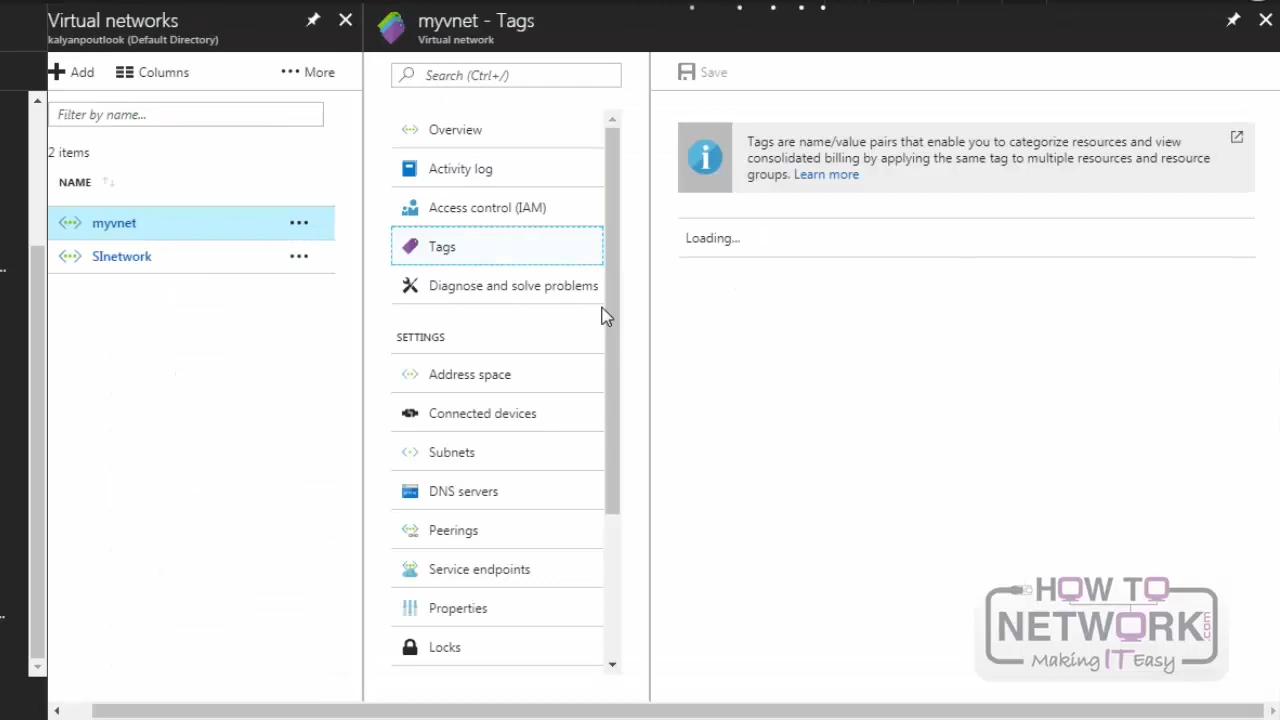 Virtual networks
kalyanpoutlook (Default Directory)
Add
Columns
More
Filter by name...
2 items
NAME
myvnet
SInetwork
myvnet - Tags
Virtual network
Search (Ctrl+/)
Overview
Activity log
Access control (IAM)
Tags
Diagnose and solve problems
SETTINGS
Address space
Connected devices
Subnets
DNS servers
Peerings
Service endpoints
Properties
Locks
Save
Tags are name/value pairs that enable you to categorize resources and view
consolidated billing by applying the same tag to multiple resources and resource
groups. Learn more
Loading...
HOW TO
NETWORK.com
Making IT Easy